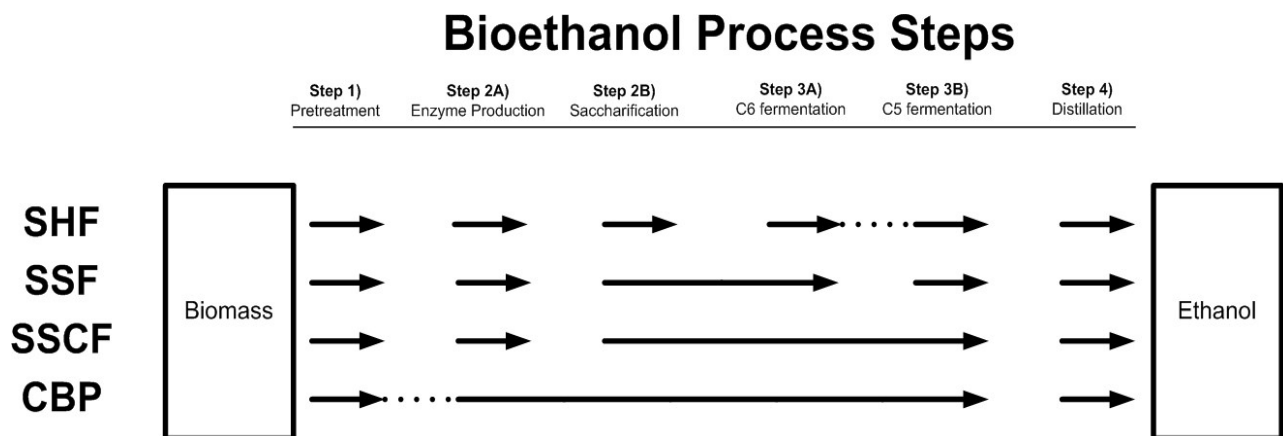 Bioethanol Process Steps
Step 1)
Pretreatment
Step 2A)
Enzyme Production
Step 2B)
Saccharification
Step 3A)
C6 fermentation
Step 3B)
C5 fermentation
Step 4)
Distillation
SHF
SSF
SSCF
CBP
Biomass
Ethanol